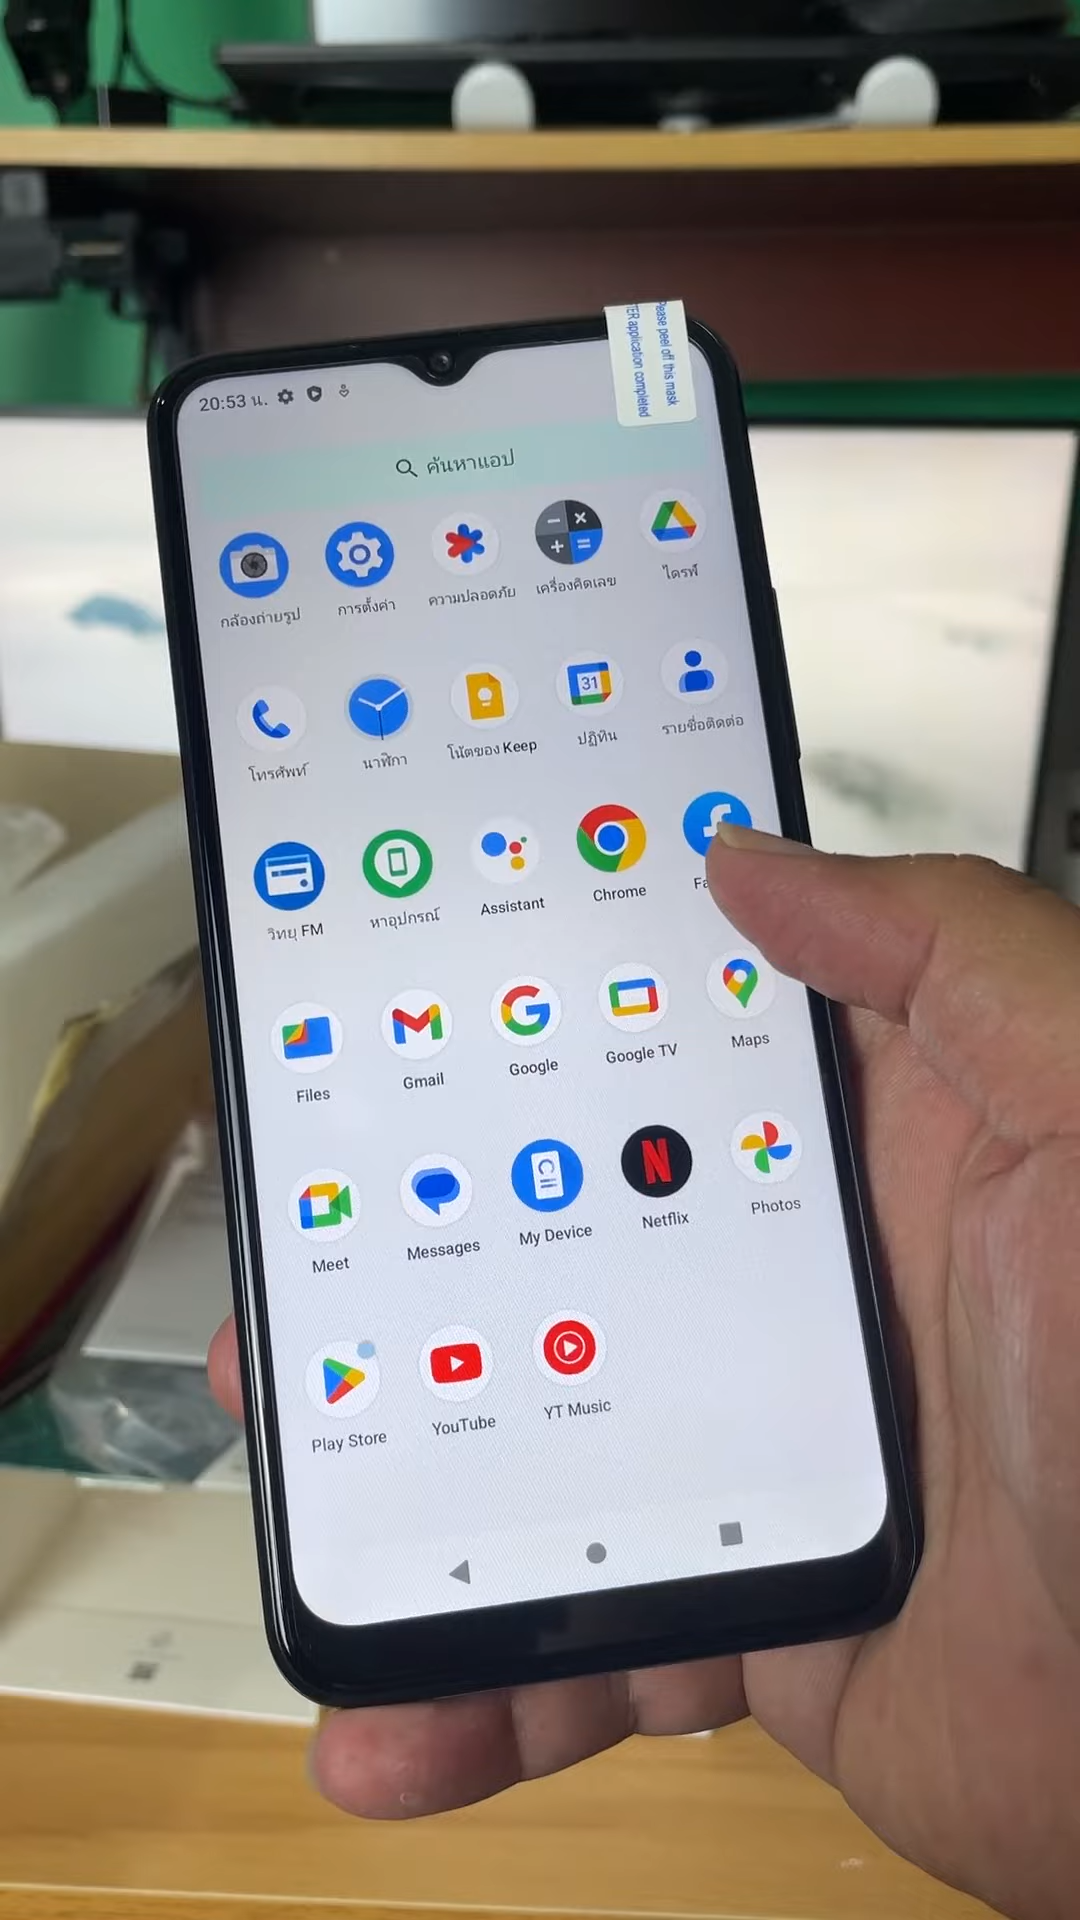 Please peel off this mask
application completed
20:53 น.
ค้นหาแอป
กล้องถ่ายรูป
การตั้งค่า
ความปลอดภัย
เครื่องคิดเลข
ไดรฟ์
31
โทรศัพท์
นาฬิกา
โน้ตของ Keep
ปฏิทิน
รายชื่อติดต่อ
วิทยุ FM
หาอุปกรณ์
Assistant
Chrome
Files
Gmail
Google
Google TV
Maps
Meet
Messages
My Device
Netflix
Photos
Play Store
YouTube
YT Music